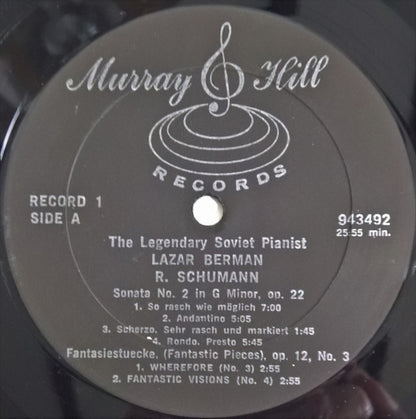 Murray Hill
RECORDS
RECORD 1
SIDE A
943492
25:55 min.
The Legendary Soviet Pianist
LAZAR BERMAN
R. SCHUMANN
Sonata No. 2 in G Minor, op. 22
1. So rasch wie möglich 7:00
2. Andantino 5:05
3. Scherzo. Sehr rasch und markiert 1:45
4. Rondo. Presto 5:45
Fantasiestuecke. (Fantastic Pieces), op. 12, No. 3
1. WHEREFORE (No. 3) 2:55
2. FANTASTIC VISIONS (No. 4) 2:55